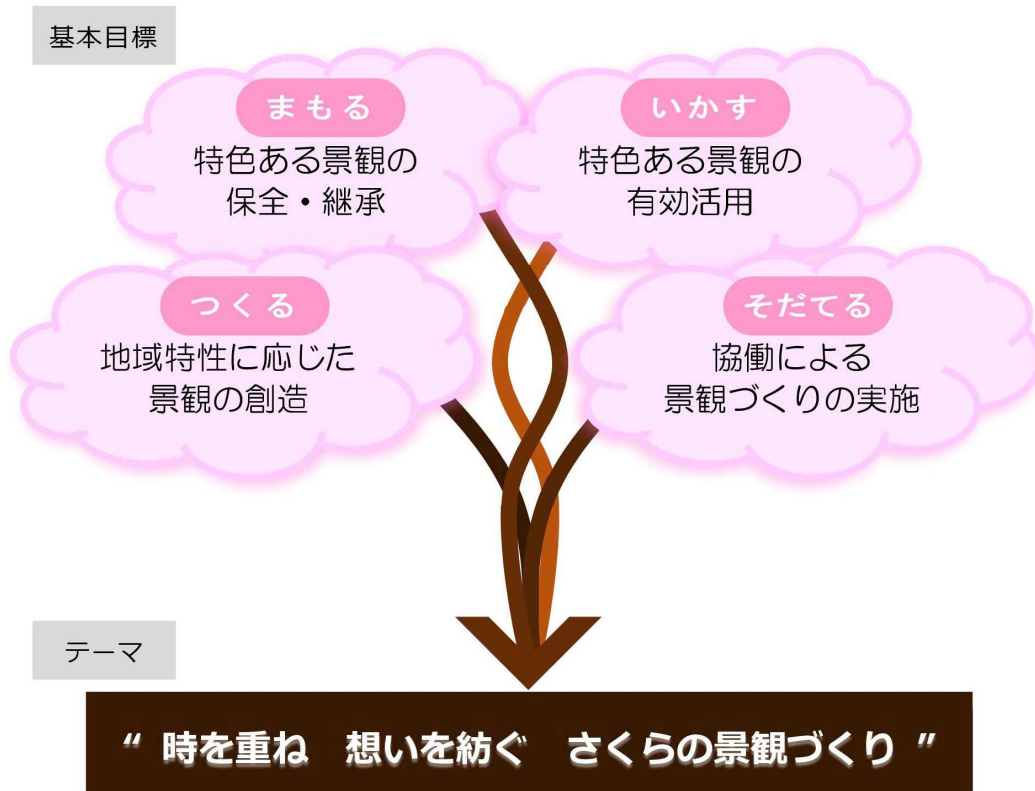 基本目標
まもる
特色ある景観の
保全・継承
いかす
特色ある景観の
有効活用
つくる
地域特性に応じた
景観の創造
そだてる
協働による
景観づくりの実施
テーマ
“ 時を重ね　想いを紡ぐ　さくらの景観づくり ”